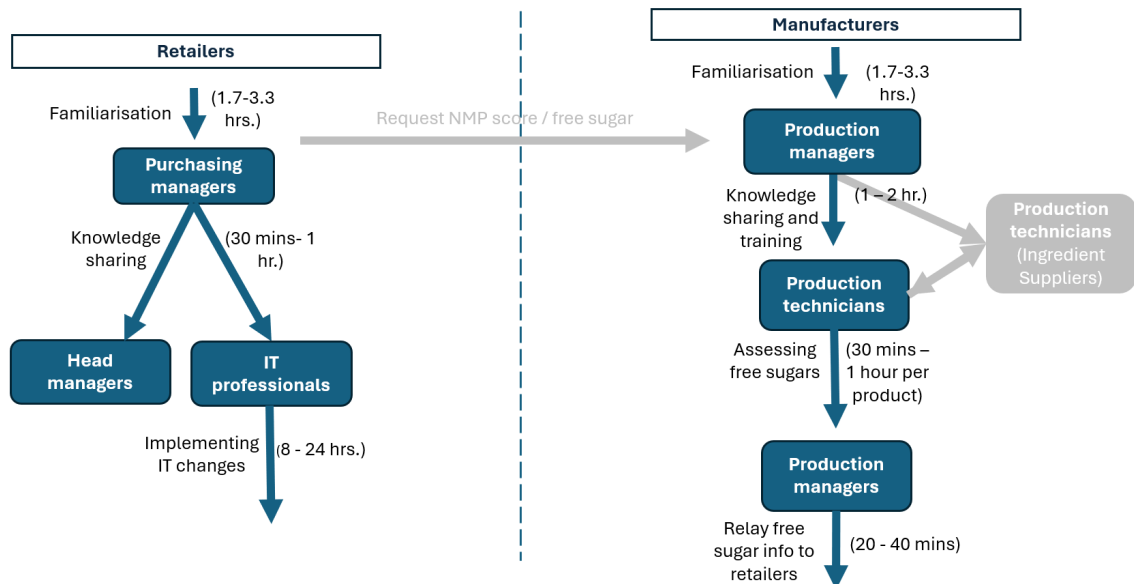 Retailers
Familiarisation
(1.7-3.3
hrs.)
Purchasing
managers
Knowledge
sharing
(30 mins- 1
hr.)
Head
managers
IT
professionals
Implementing
IT changes
(8 - 24 hrs.)
Request NMP score / free sugar
Manufacturers
Familiarisation
(1.7-3.3
hrs.)
Production
managers
Knowledge
sharing and
training
(1 – 2 hr.)
Production
technicians
(Ingredient
Suppliers)
Production
technicians
Assessing
free sugars
(30 mins –
1 hour per
product)
Production
managers
Relay free
sugar info to
retailers
(20 - 40 mins)